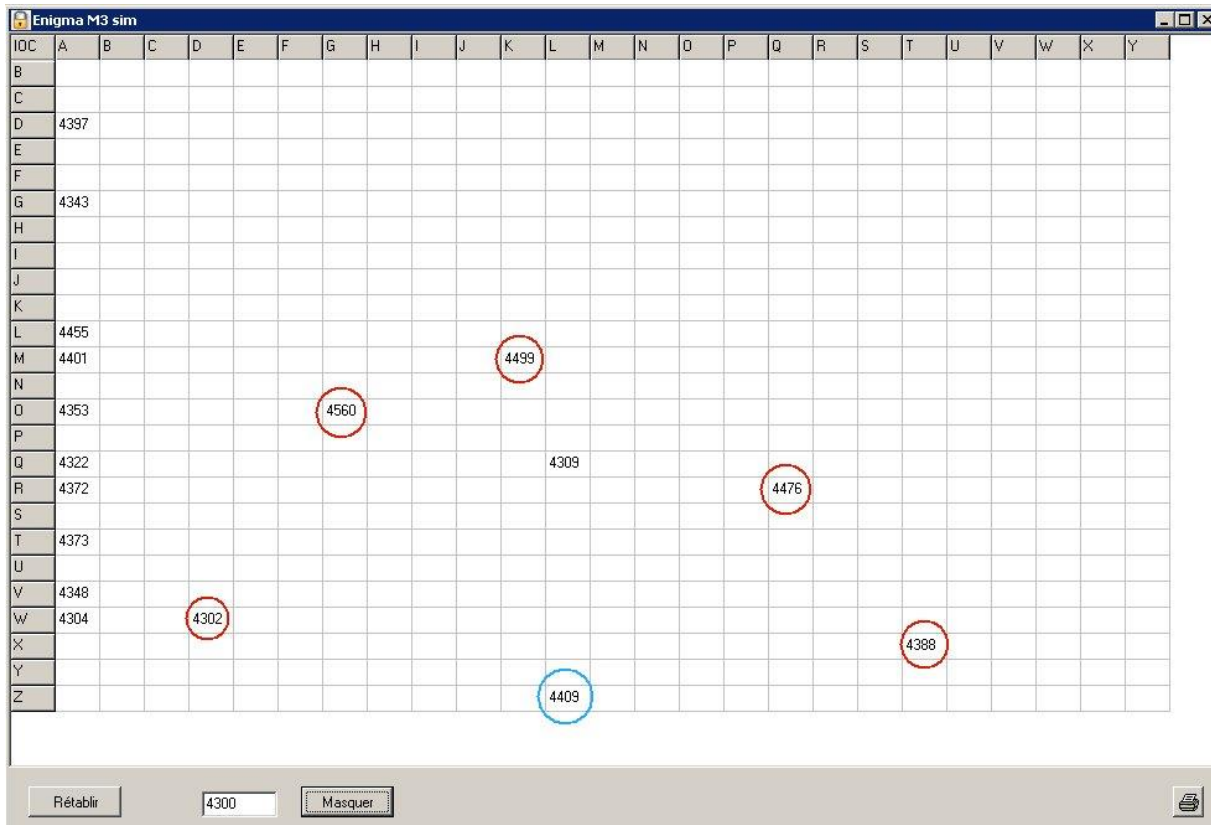 Enigma M3 sim
IOC A B C D E F G H I J K L M N O P Q R S T U V W X Y
B
C
D 4397
E
F
G 4343
H
I
J
K
L 4455
M 4401 4499
N
O 4353 4560
P
Q 4322 4309
R 4372 4476
S
T 4373
U
V 4348
W 4304 4302
X 4388
Y
Z 4409
Rétablir 4300 Masquer